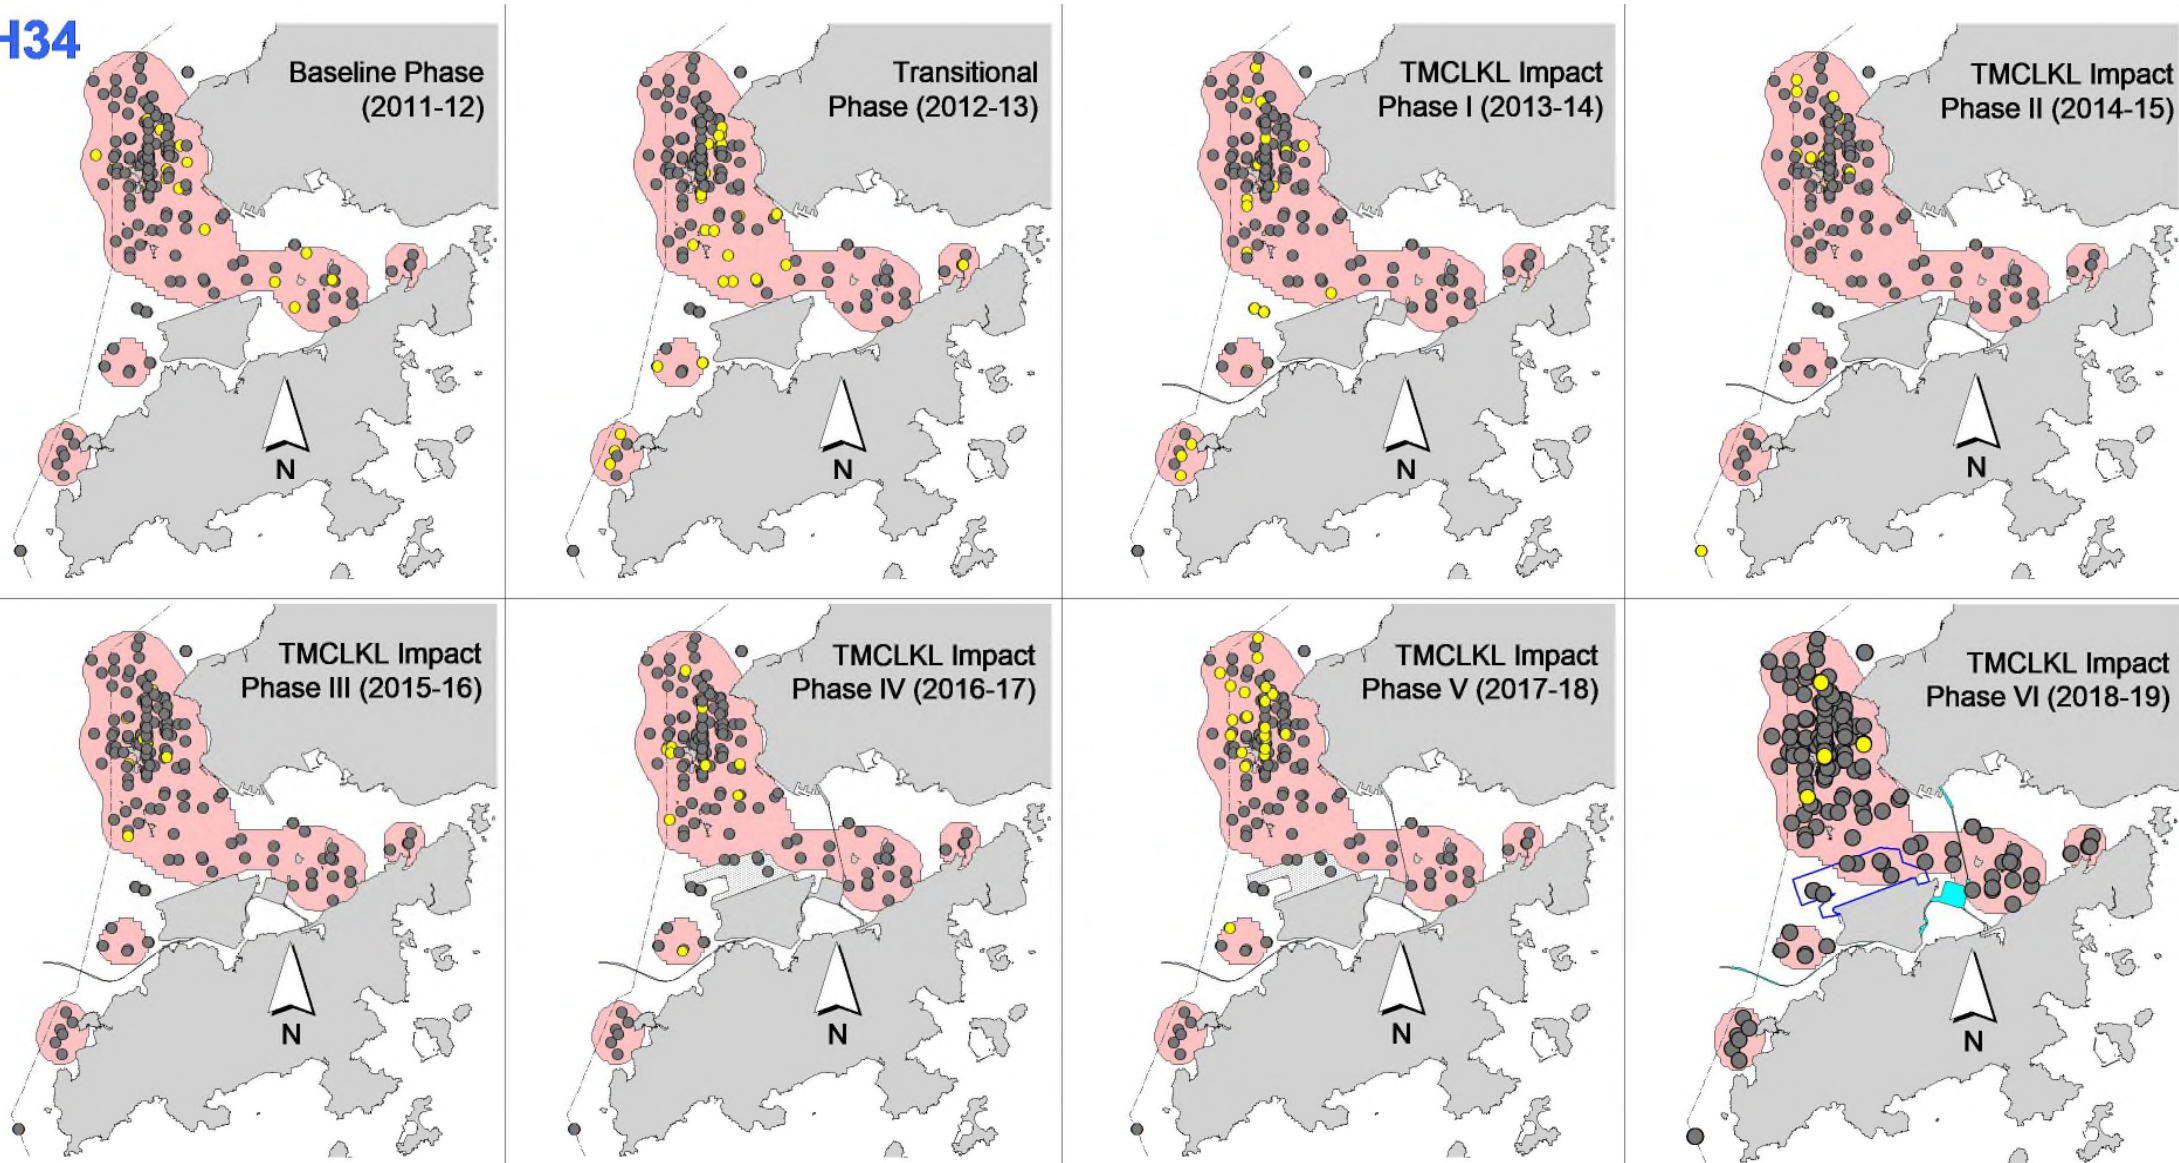 H34
Baseline Phase
(2011-12)
Transitional
Phase (2012-13)
TMCLKL Impact
Phase I (2013-14)
TMCLKL Impact
Phase II (2014-15)
N
N
N
N
TMCLKL Impact
Phase III (2015-16)
TMCLKL Impact
Phase IV (2016-17)
TMCLKL Impact
Phase V (2017-18)
TMCLKL Impact
Phase VI (2018-19)
N
N
N
N